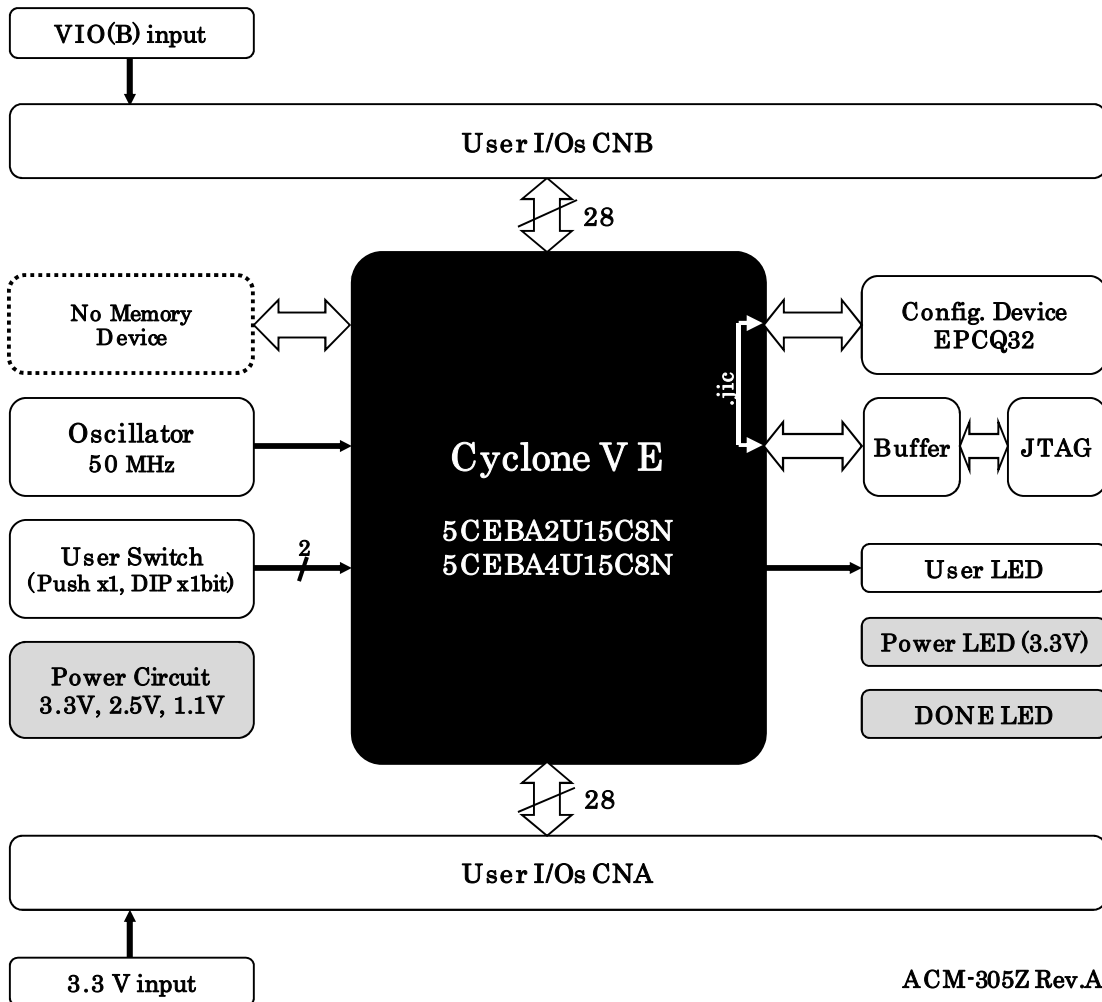 VIO(B) input
User I/Os CNB
28
No Memory
Device
Config. Device
EPCQ32
.jic
Oscillator
50 MHz
Cyclone V E
5CEBA2U15C8N
5CEBA4U15C8N
Buffer
JTAG
User Switch
(Push x1, DIP x1bit)
2
User LED
Power LED (3.3V)
Power Circuit
3.3V, 2.5V, 1.1V
DONE LED
28
User I/Os CNA
3.3 V input
ACM-305Z Rev.A